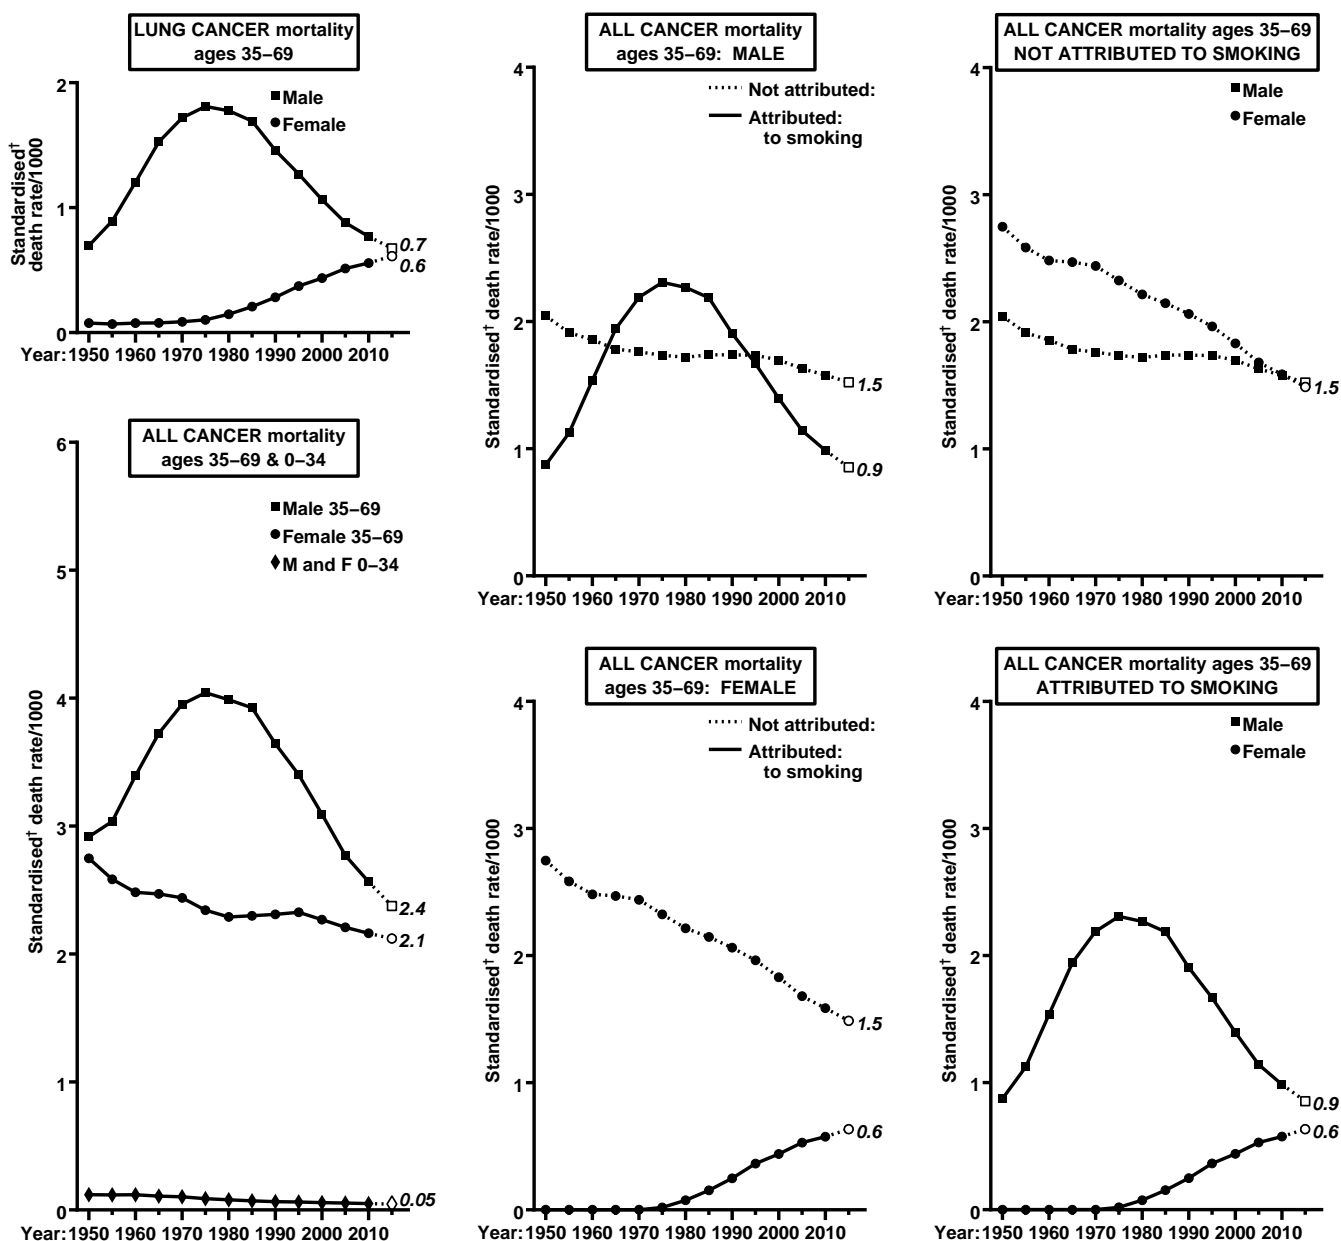 LUNG CANCER mortality
ages 35–69
2
1
0
Standardised†
death rate/1000
■Male
●Female
0.7
0.6
Year:1950 1960 1970 1980 1990 2000 2010
ALL CANCER mortality
ages 35–69 & 0–34
6
5
4
3
2
1
0
Standardised† death rate/1000
■Male 35–69
●Female 35–69
♦M and F 0–34
2.4
2.1
0.05
Year:1950 1960 1970 1980 1990 2000 2010
ALL CANCER mortality
ages 35–69: MALE
4
3
2
1
0
Standardised† death rate/1000
Not attributed:
Attributed:
to smoking
1.5
0.9
Year:1950 1960 1970 1980 1990 2000 2010
ALL CANCER mortality
ages 35–69: FEMALE
4
3
2
1
0
Standardised† death rate/1000
Not attributed:
Attributed:
to smoking
1.5
0.6
Year:1950 1960 1970 1980 1990 2000 2010
ALL CANCER mortality ages 35–69
NOT ATTRIBUTED TO SMOKING
4
3
2
1
0
Standardised† death rate/1000
■Male
●Female
1.5
Year:1950 1960 1970 1980 1990 2000 2010
ALL CANCER mortality ages 35–69
ATTRIBUTED TO SMOKING
4
3
2
1
0
Standardised† death rate/1000
■Male
●Female
0.9
0.6
Year:1950 1960 1970 1980 1990 2000 2010